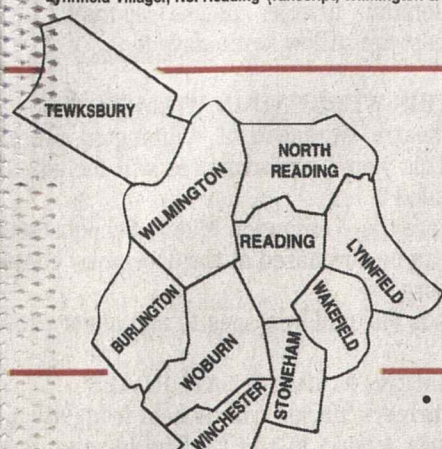 TEWKSBURY
NORTH
READING
WILMINGTON
READING
LYNNFIELD
BURLINGTON
WAKEFIELD
WOBURN
STONEHAM
WINCHESTER